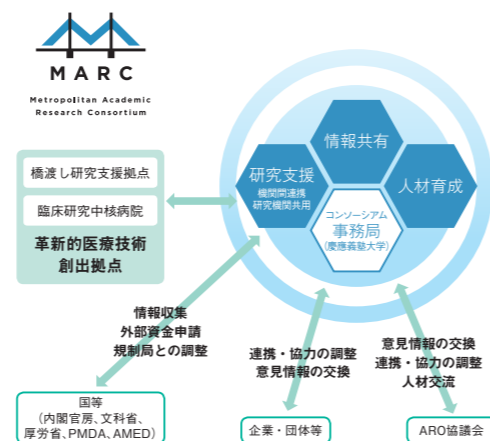 MARC
Metropolitan Academic
Research Consortium
橋渡し研究支援拠点
臨床研究中核病院
革新的医療技術
創出拠点
情報共有
研究支援
機関間連携
研究機関共用
人材育成
コンソーシアム
事務局
(慶應義塾大学)
情報収集
外部資金申請
規制局との調整
連携・協力の調整
意見情報の交換
意見情報の交換
連携・協力の調整
人材交流
国等
(内閣官房、文科省、
厚労省、PMDA、AMED)
企業・団体等
ARO協議会